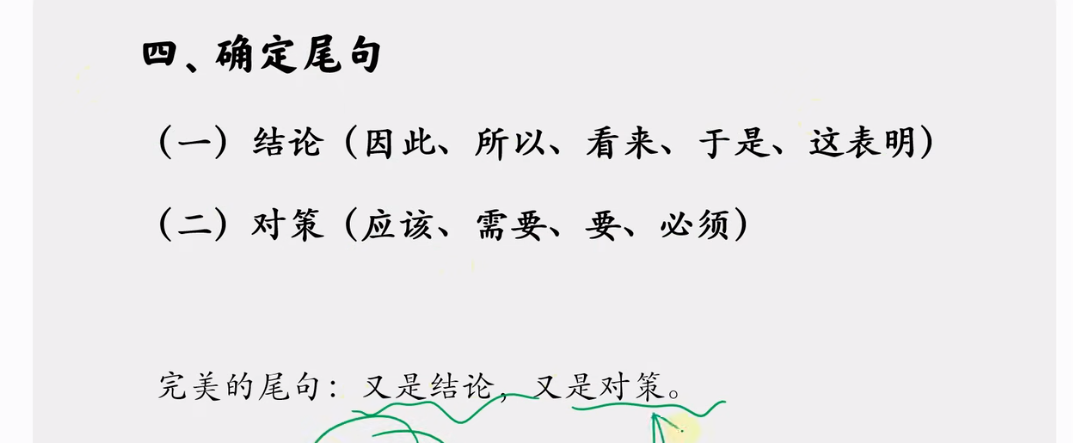 四、确定尾句
（一）结论（因此、所以、看来、于是、这表明）
（二）对策（应该、需要、要、必须）
完美的尾句：又是结论，又是对策。